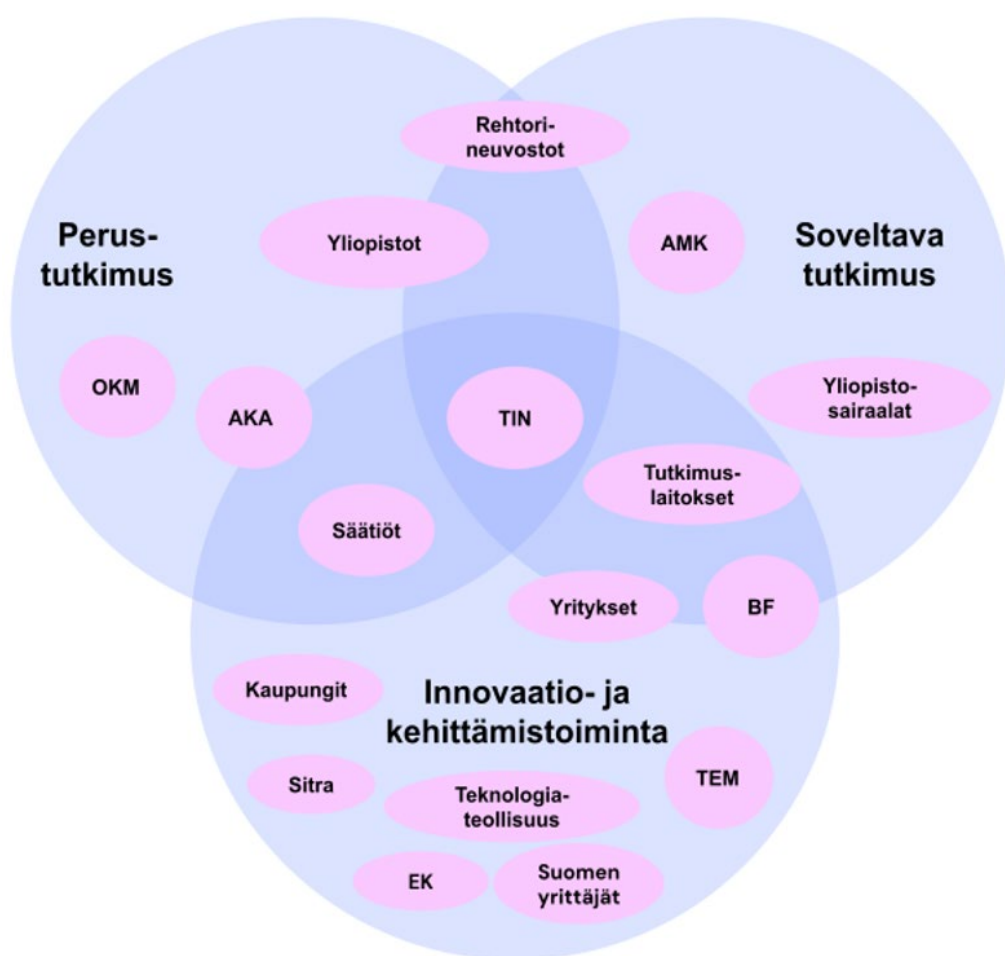 Rehtori-
neuvostot
Perus-
tutkimus
Yliopistot
AMK
Soveltava
tutkimus
OKM
AKA
TIN
Yliopisto-
sairaalat
Tutkimus-
laitokset
Säätiöt
Yritykset
BF
Kaupungit
Innovaatio- ja
kehittämistoiminta
Sitra
Teknologia-
teollisuus
TEM
EK
Suomen
yrittäjät